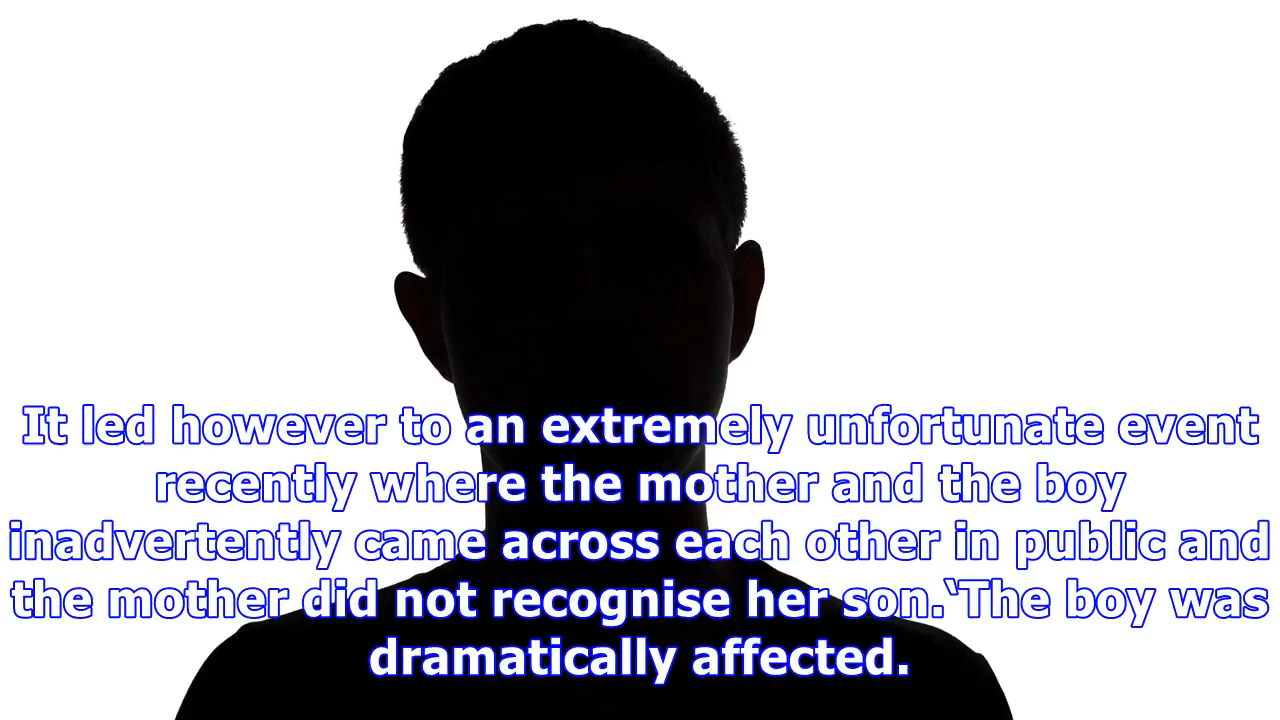 It led however to an extremely unfortunate event
recently where the mother and the boy
inadvertently came across each other in public and
the mother did not recognise her son.‘The boy was
dramatically affected.